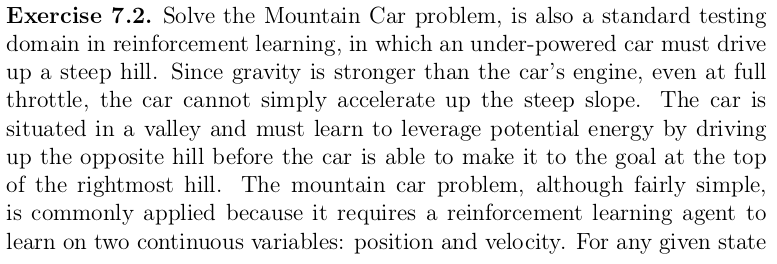 Exercise 7.2. Solve the Mountain Car problem, is also a standard testing
domain in reinforcement learning, in which an under-powered car must drive
up a steep hill. Since gravity is stronger than the car's engine, even at full
throttle, the car cannot simply accelerate up the steep slope. The car is
situated in a valley and must learn to leverage potential energy by driving
up the opposite hill before the car is able to make it to the goal at the top
of the rightmost hill. The mountain car problem, although fairly simple,
is commonly applied because it requires a reinforcement learning agent to
learn on two continuous variables: position and velocity. For any given state